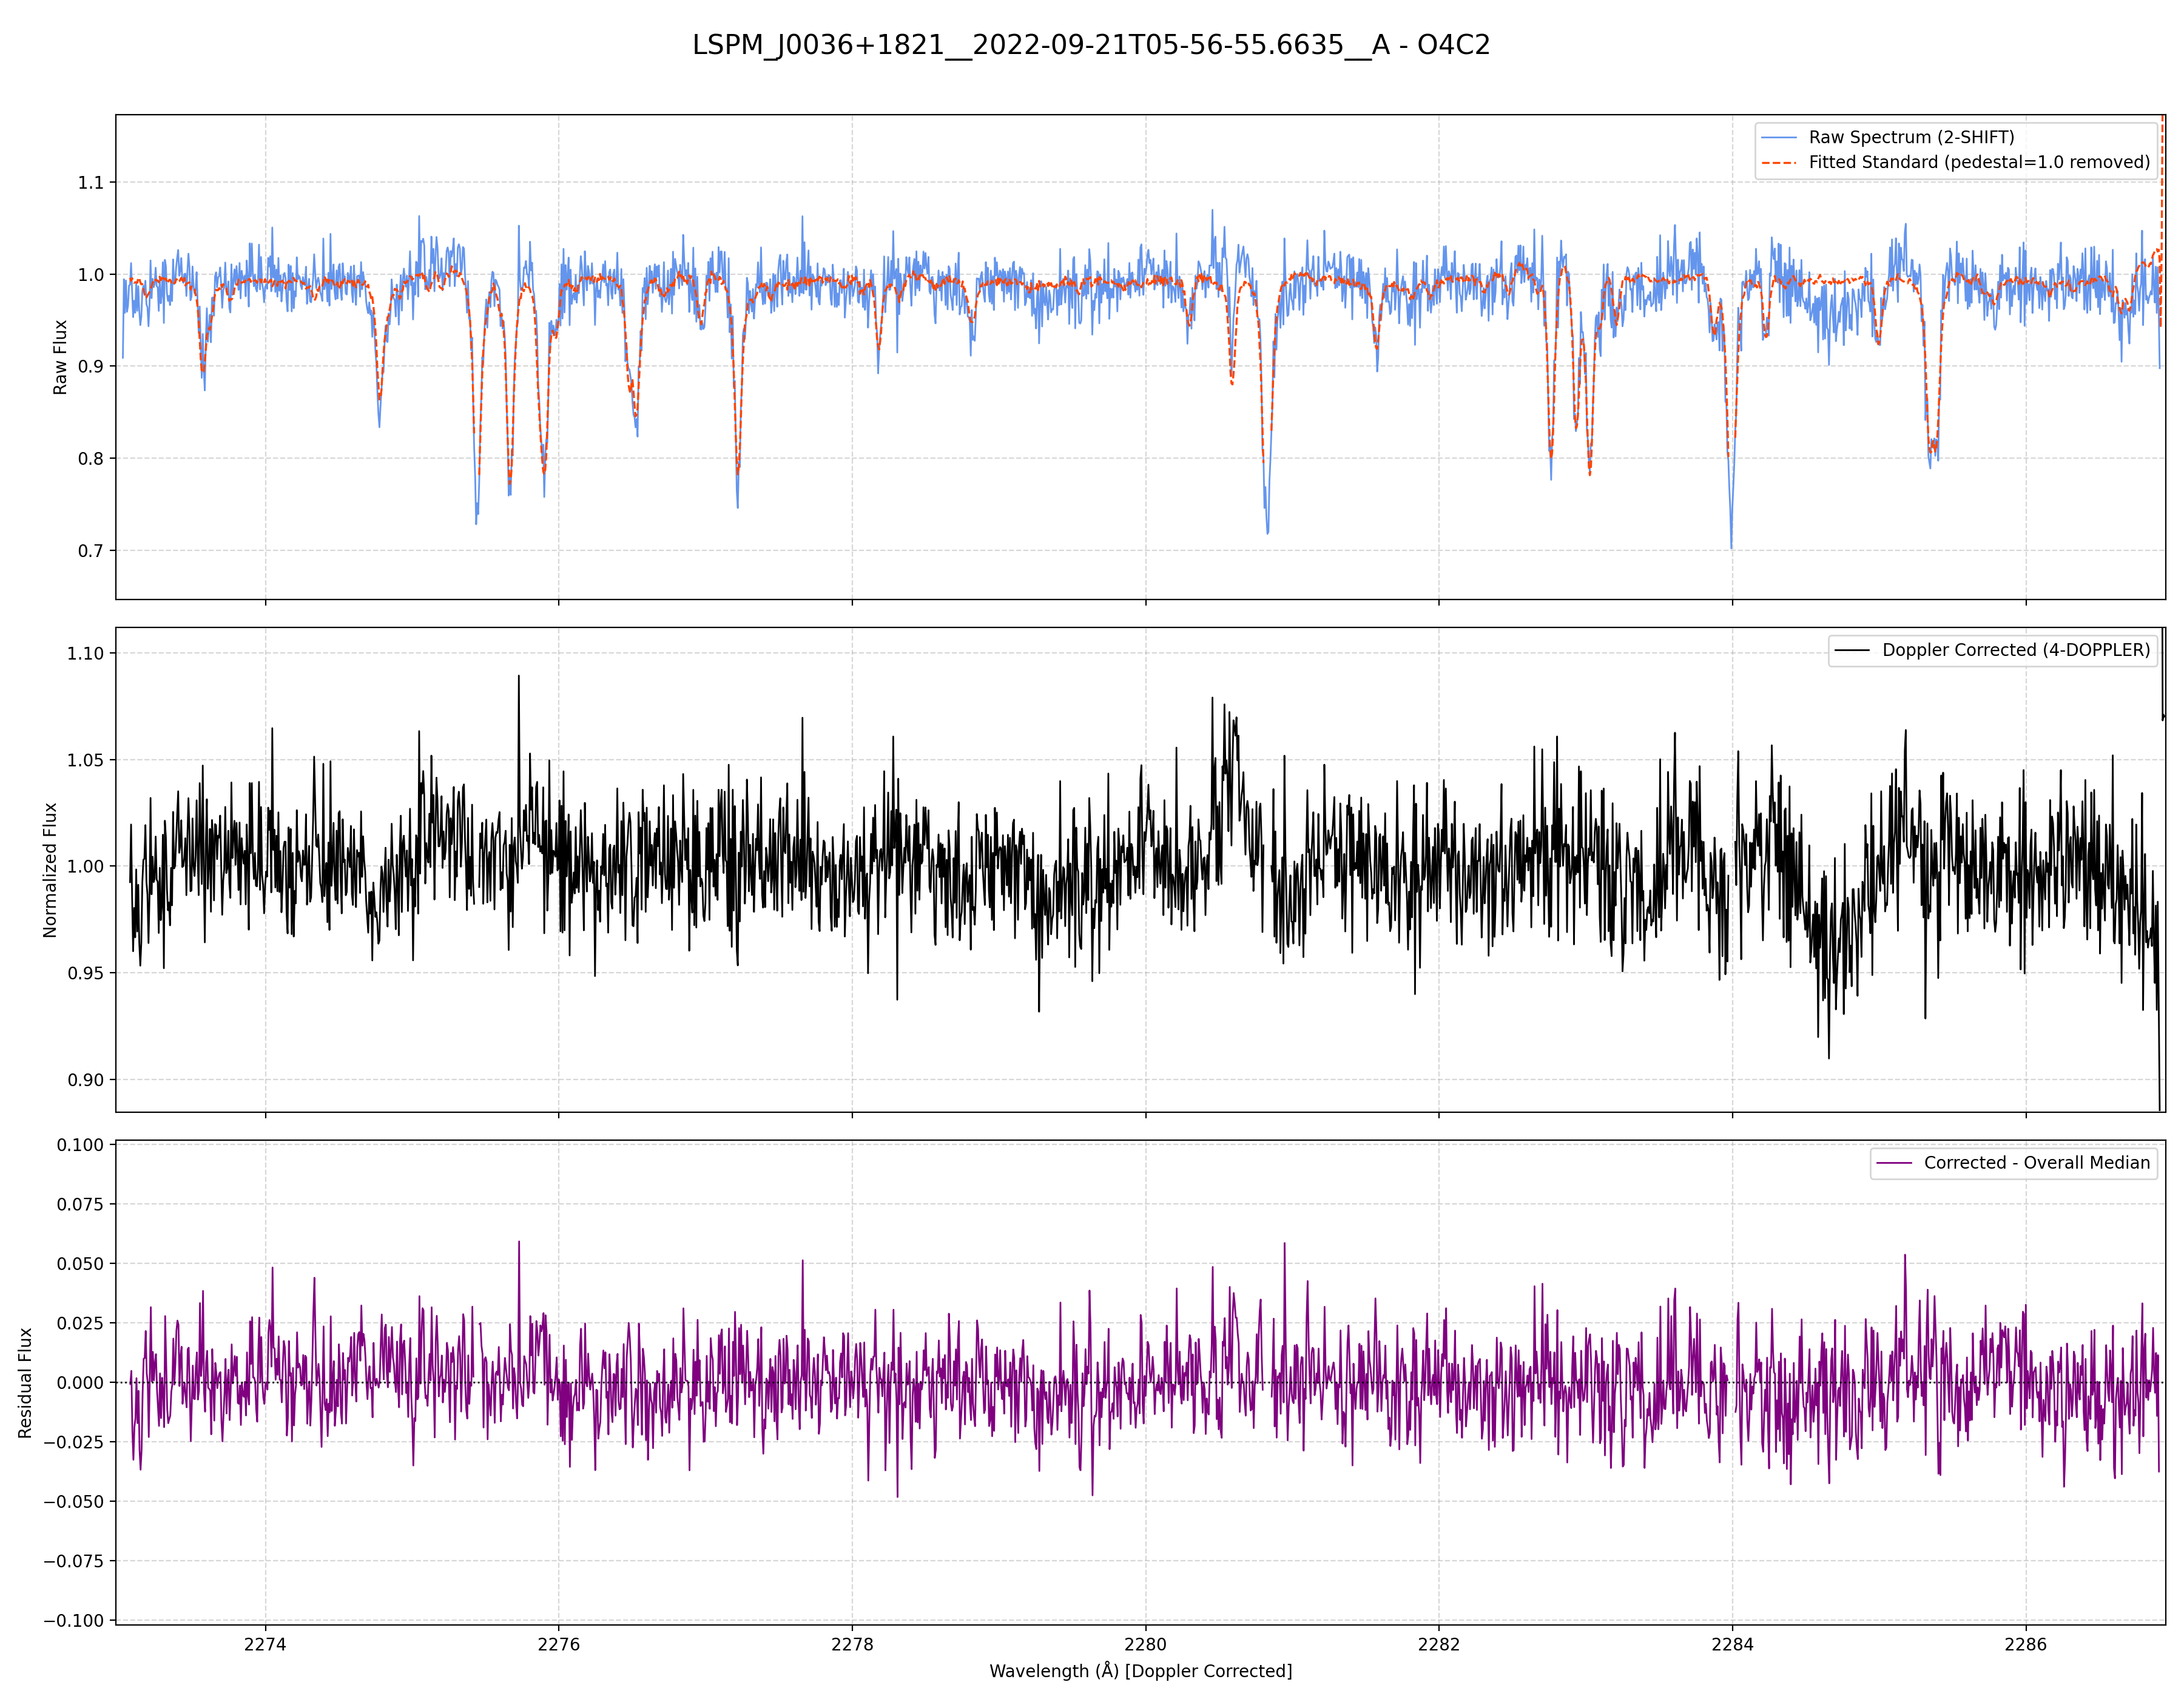 LSPM_J0036+1821__2022-09-21T05-56-55.6635__A - O4C2
Raw Spectrum (2-SHIFT)
Fitted Standard (pedestal=1.0 removed)
1.1
1.0
0.9
0.8
0.7
Raw Flux
Doppler Corrected (4-DOPPLER)
1.10
1.05
1.00
0.95
0.90
Normalized Flux
Corrected - Overall Median
0.100
0.075
0.050
0.025
0.000
−0.025
−0.050
−0.075
−0.100
Residual Flux
2274 2276 2278 2280 2282 2284 2286
Wavelength (Å) [Doppler Corrected]